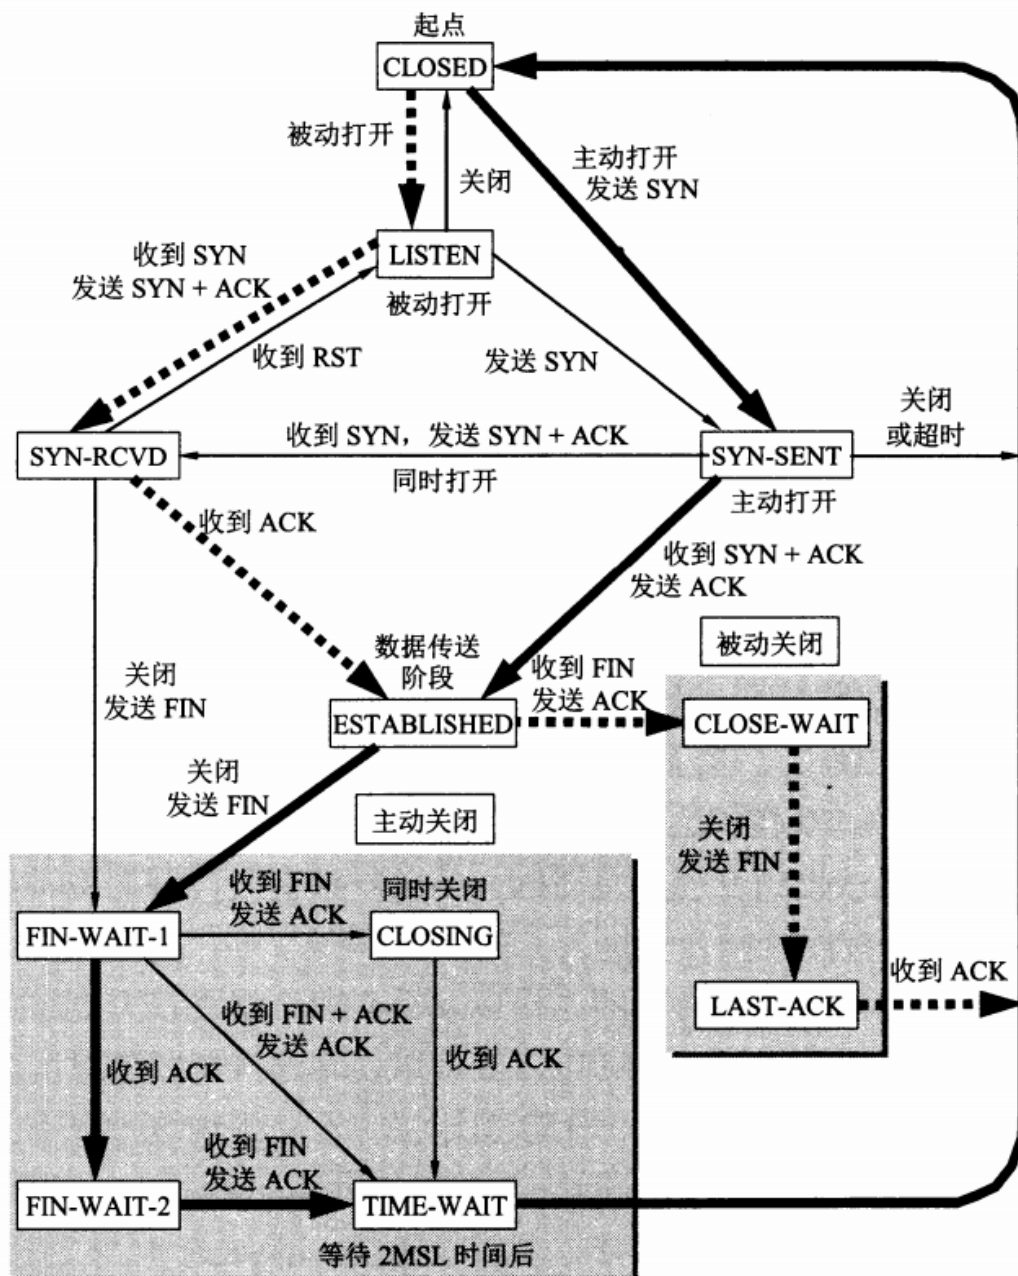 起点
CLOSED
被动打开
关闭
主动打开
发送 SYN
收到 SYN
发送 SYN + ACK
LISTEN
被动打开
收到 RST
发送 SYN
关闭
或超时
SYN-RCVD
收到 SYN，发送 SYN + ACK
同时打开
SYN-SENT
主动打开
收到 ACK
收到 SYN + ACK
发送 ACK
数据传送
阶段
被动关闭
收到 FIN
发送 ACK
关闭
发送 FIN
ESTABLISHED
CLOSE-WAIT
关闭
发送 FIN
主动关闭
关闭
发送 FIN
收到 FIN
发送 ACK
同时关闭
FIN-WAIT-1
CLOSING
LAST-ACK
收到 ACK
收到 FIN + ACK
发送 ACK
收到 ACK
收到 ACK
收到 FIN
发送 ACK
FIN-WAIT-2
TIME-WAIT
等待 2MSL 时间后